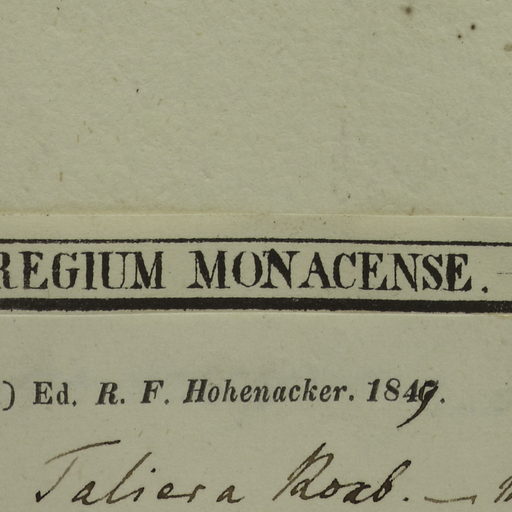 REGIUM MONACENSE.
) Ed. R. F. Hohenacker. 1849.
Taliera Roxb. —